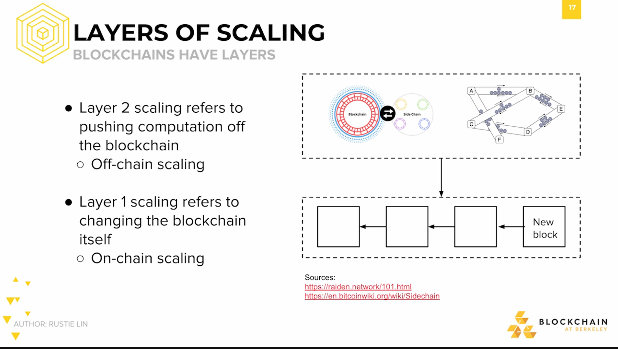 17
LAYERS OF SCALING
BLOCKCHAINS HAVE LAYERS
● Layer 2 scaling refers to
pushing computation off
the blockchain
○ Off-chain scaling
● Layer 1 scaling refers to
changing the blockchain
itself
○ On-chain scaling
Blockchain
Side-Chain
A
B
C
D
E
F
New
block
Sources:
https://raiden.network/101.html
https://en.bitcoinwiki.org/wiki/Sidechain
AUTHOR: RUSTIE LIN
BLOCKCHAIN
AT BERKELEY